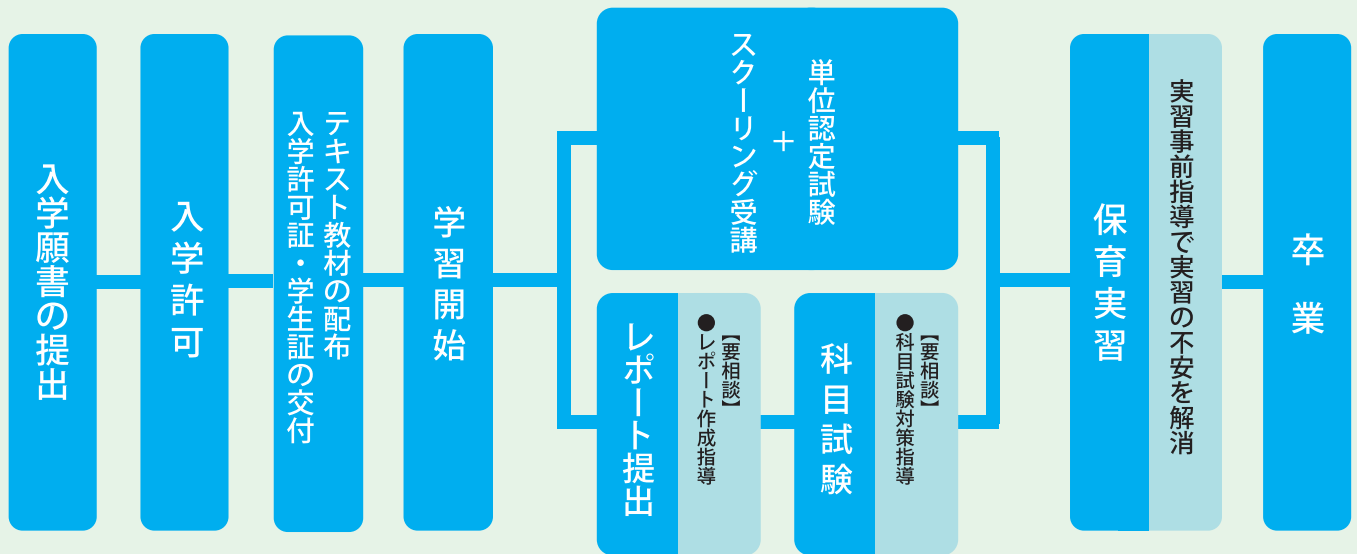 入学願書の提出
入学許可
テキスト教材の配布
入学許可証・学生証の交付
学習開始
単位認定試験
+
スクーリング受講
レポート提出
【要相談】
●レポート作成指導
科目試験
【要相談】
●科目試験対策指導
保育実習
実習事前指導で実習の不安を解消
卒業